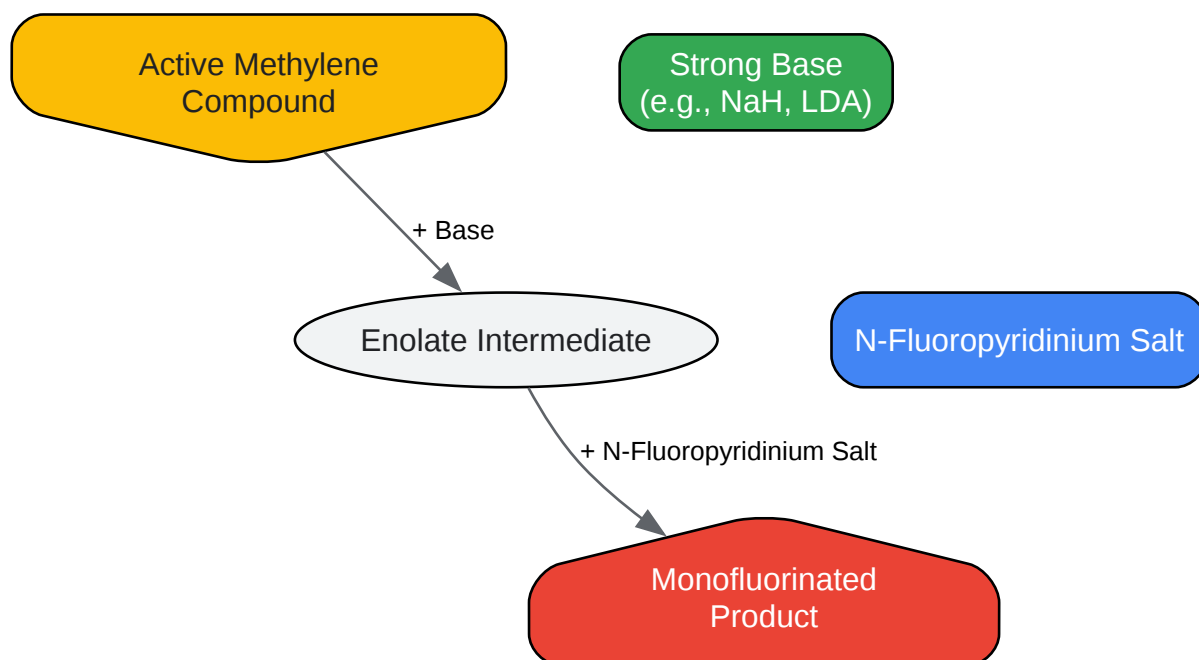 Active Methylene
Compound
Strong Base
(e.g., NaH, LDA)
+ Base
Enolate Intermediate
N-Fluoropyridinium Salt
+ N-Fluoropyridinium Salt
Monofluorinated
Product